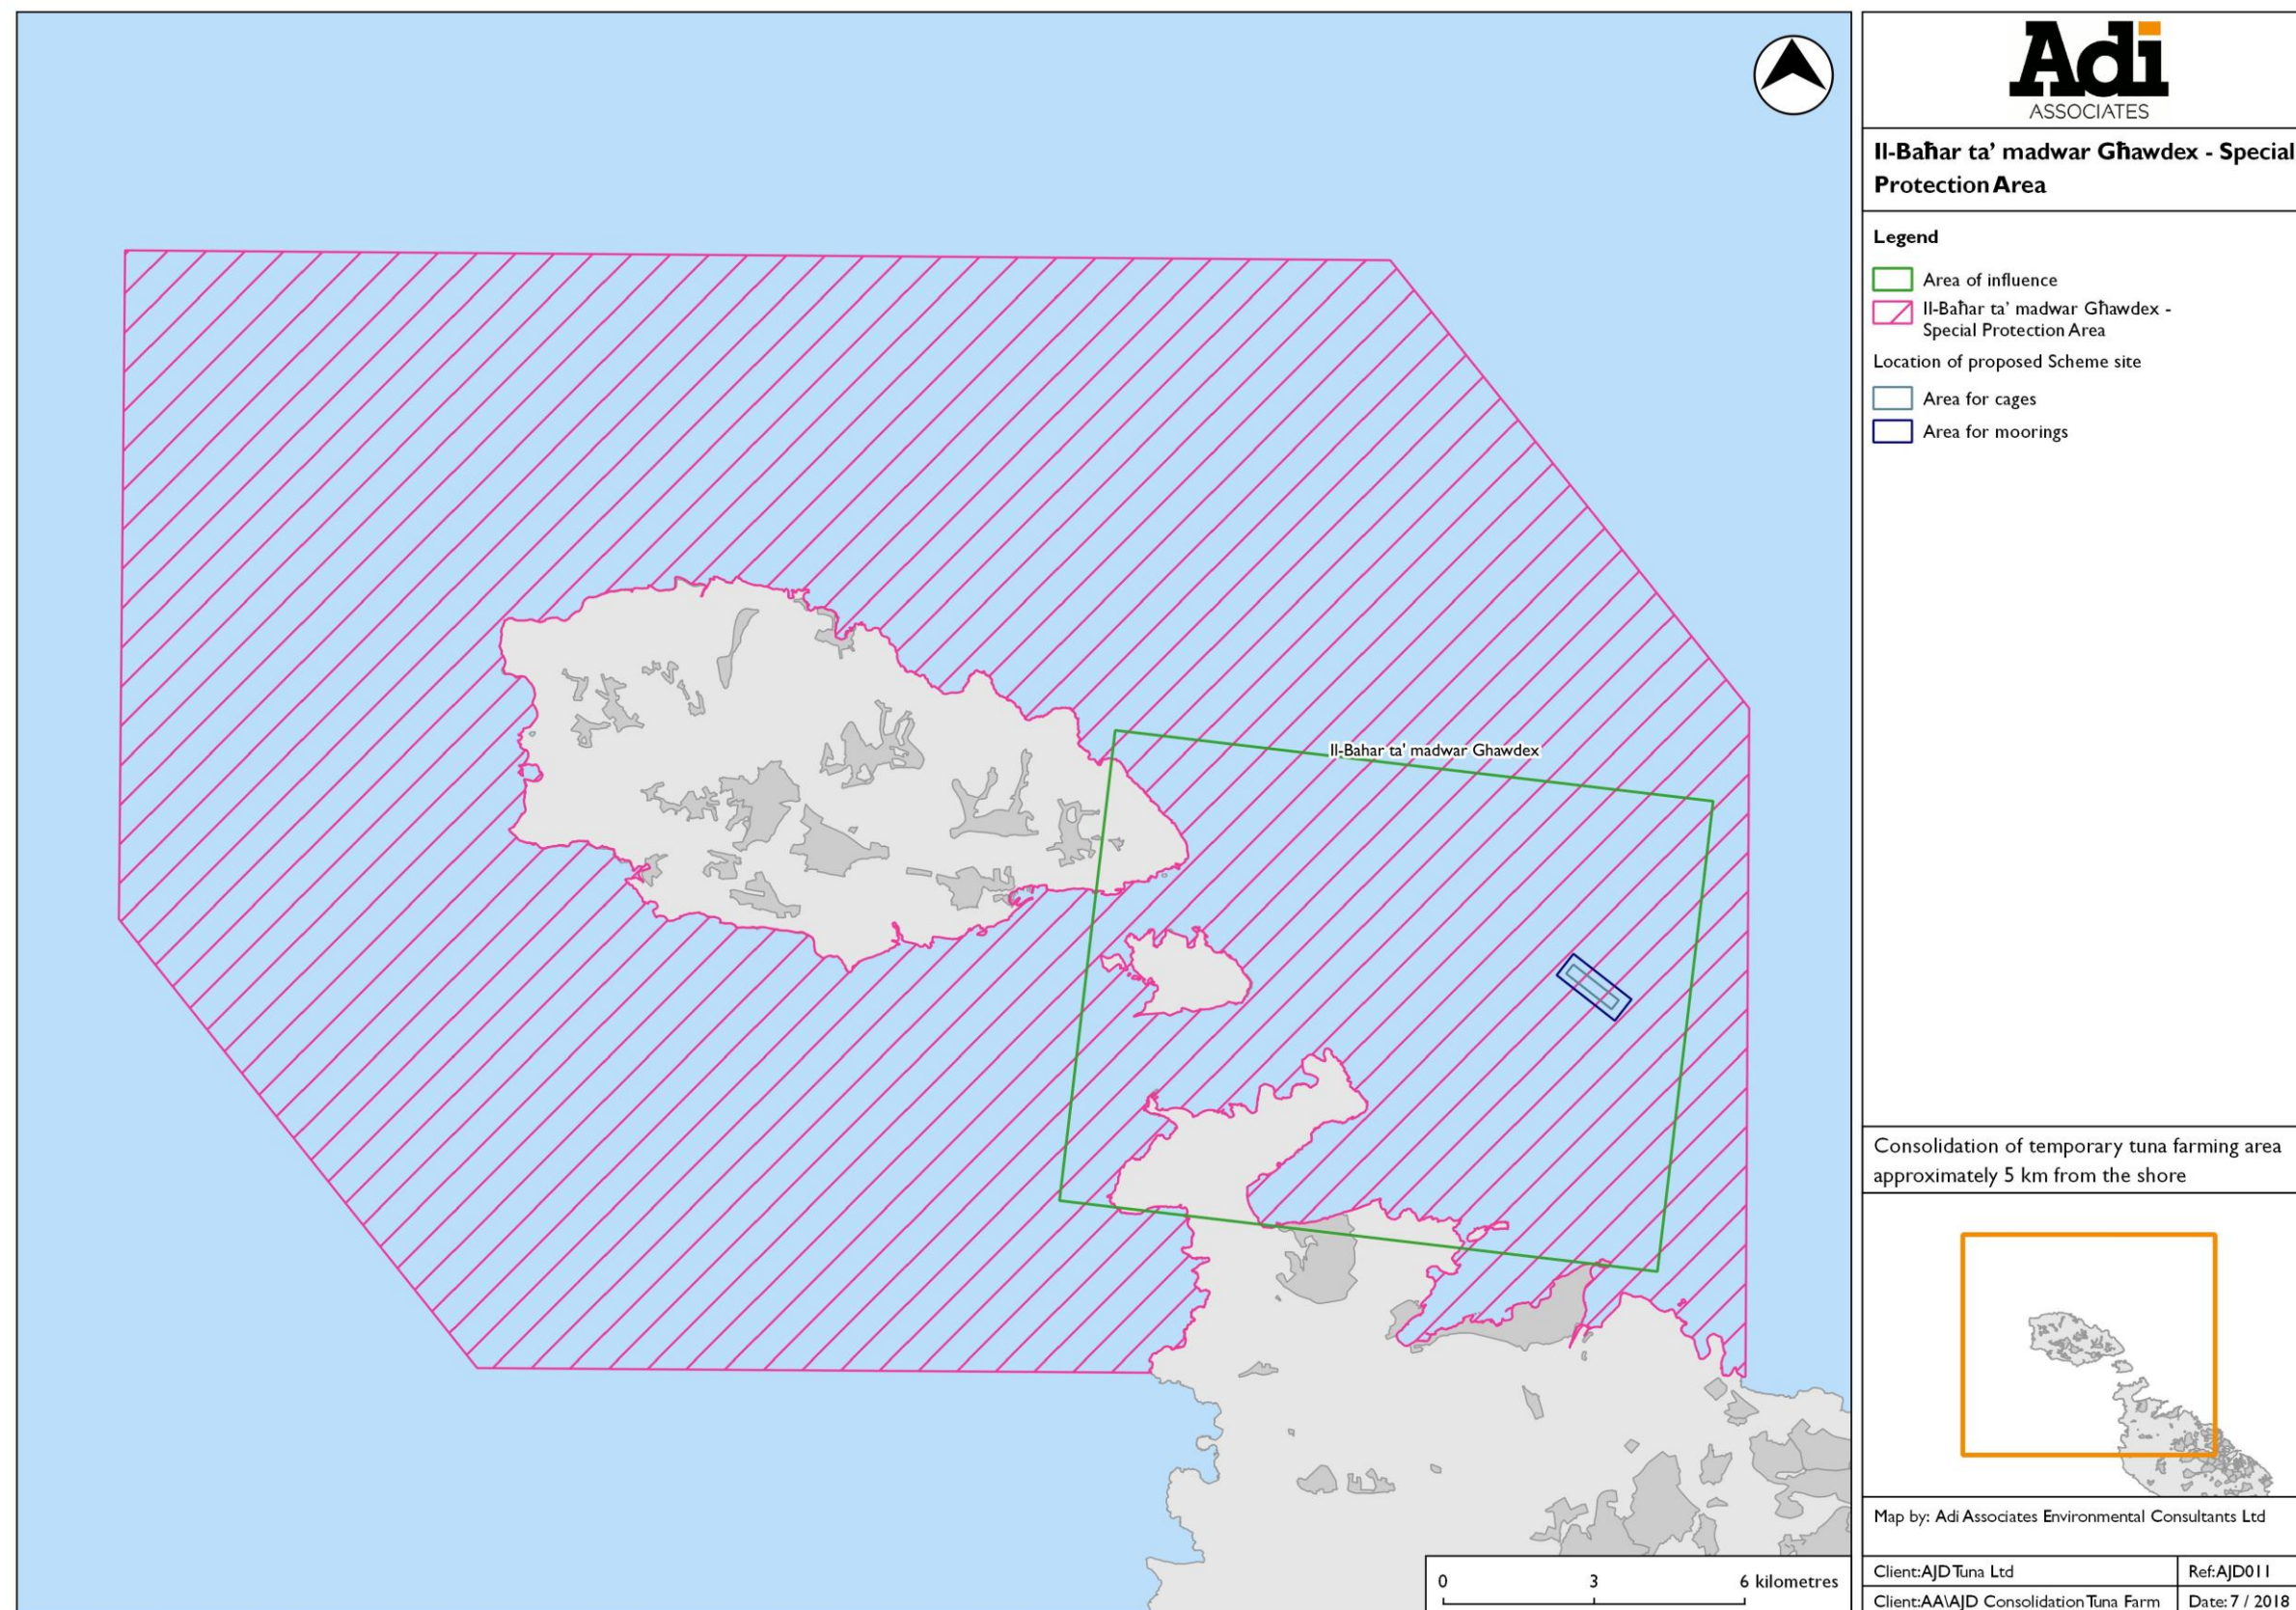 Adi
ASSOCIATES
Il-Baħar ta’ madwar Għawdex - Special
Protection Area
Legend
Area of influence
Il-Baħar ta’ madwar Għawdex -
Special Protection Area
Location of proposed Scheme site
Area for cages
Area for moorings
Il-Bahar ta' madwar Ghawdex
Consolidation of temporary tuna farming area
approximately 5 km from the shore
Map by: Adi Associates Environmental Consultants Ltd
0 3 6 kilometres
Client:AJD Tuna Ltd Ref:AJD011
Client:AA\AJD Consolidation Tuna Farm Date: 7 / 2018